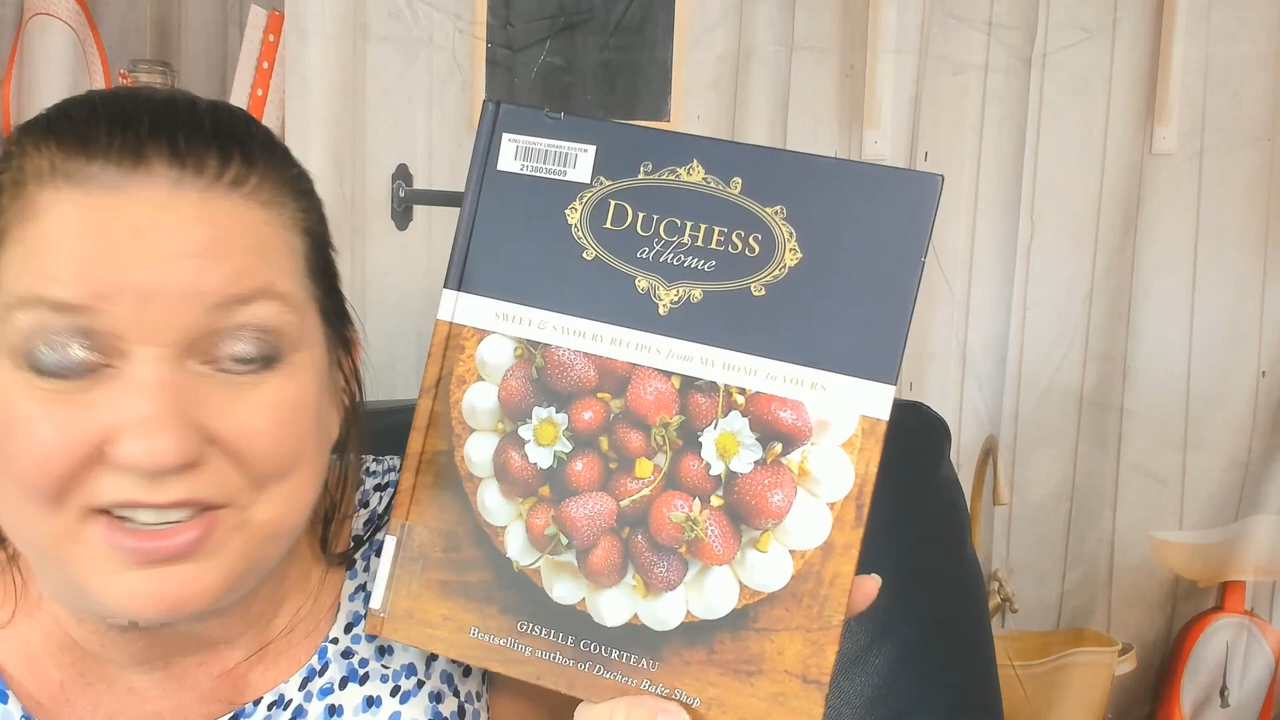 KING COUNTY LIBRARY SYSTEM
2138036609
DUCHESS
at home
SWEET & SAVOURY RECIPES from MY HOME to YOURS
GISELLE COURTEAU
Bestselling author of Duchess Bake Shop